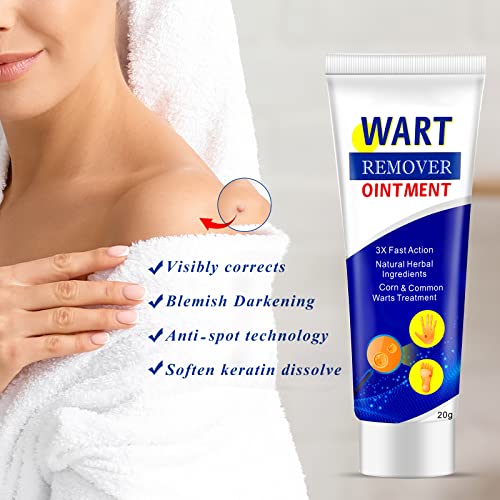 WART
REMOVER
OINTMENT
3X Fast Action
Natural Herbal
Ingredients
Corn & Common
Warts Treatment
20g
Visibly corrects
Blemish Darkening
Anti-spot technology
Soften keratin dissolve